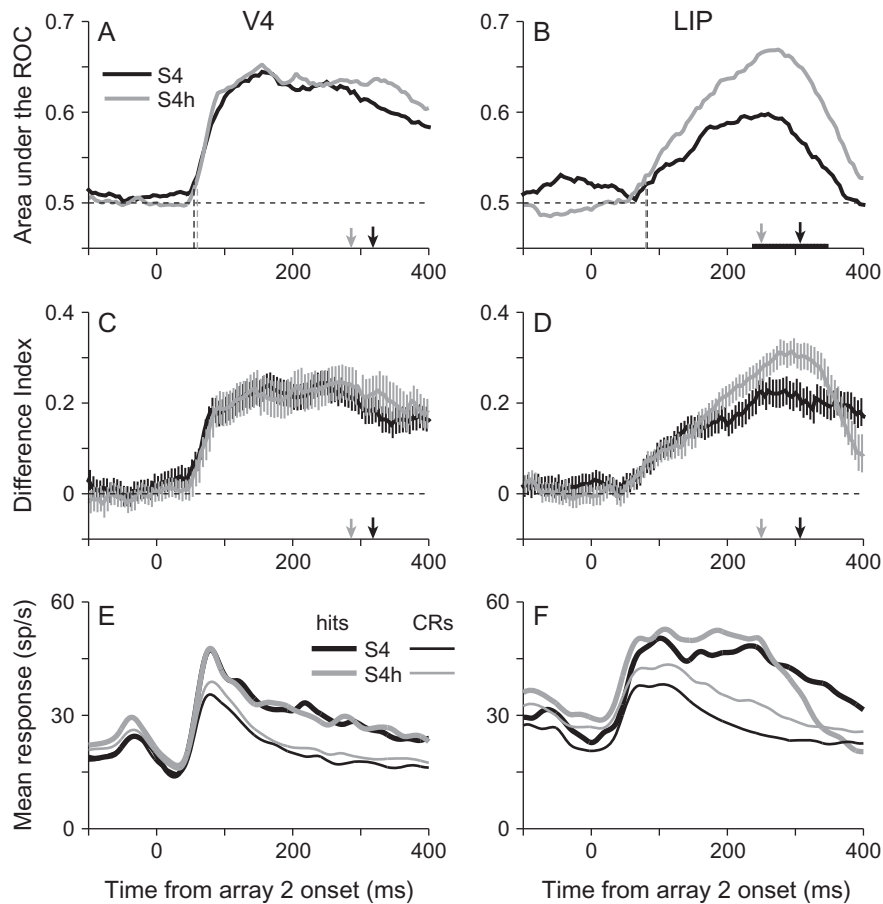 V4
LIP
Area under the ROC
0.7
0.6
0.5
A
S4
S4h
0 200 400
0.7
0.6
0.5
B
0 200 400
Difference Index
0.4
0.2
0
C
0 200 400
0.4
0.2
0
D
0 200 400
Mean response (sp/s)
60
30
0
E
hits CRs
S4
S4h
0 200 400
60
30
0
F
0 200 400
Time from array 2 onset (ms)
Time from array 2 onset (ms)